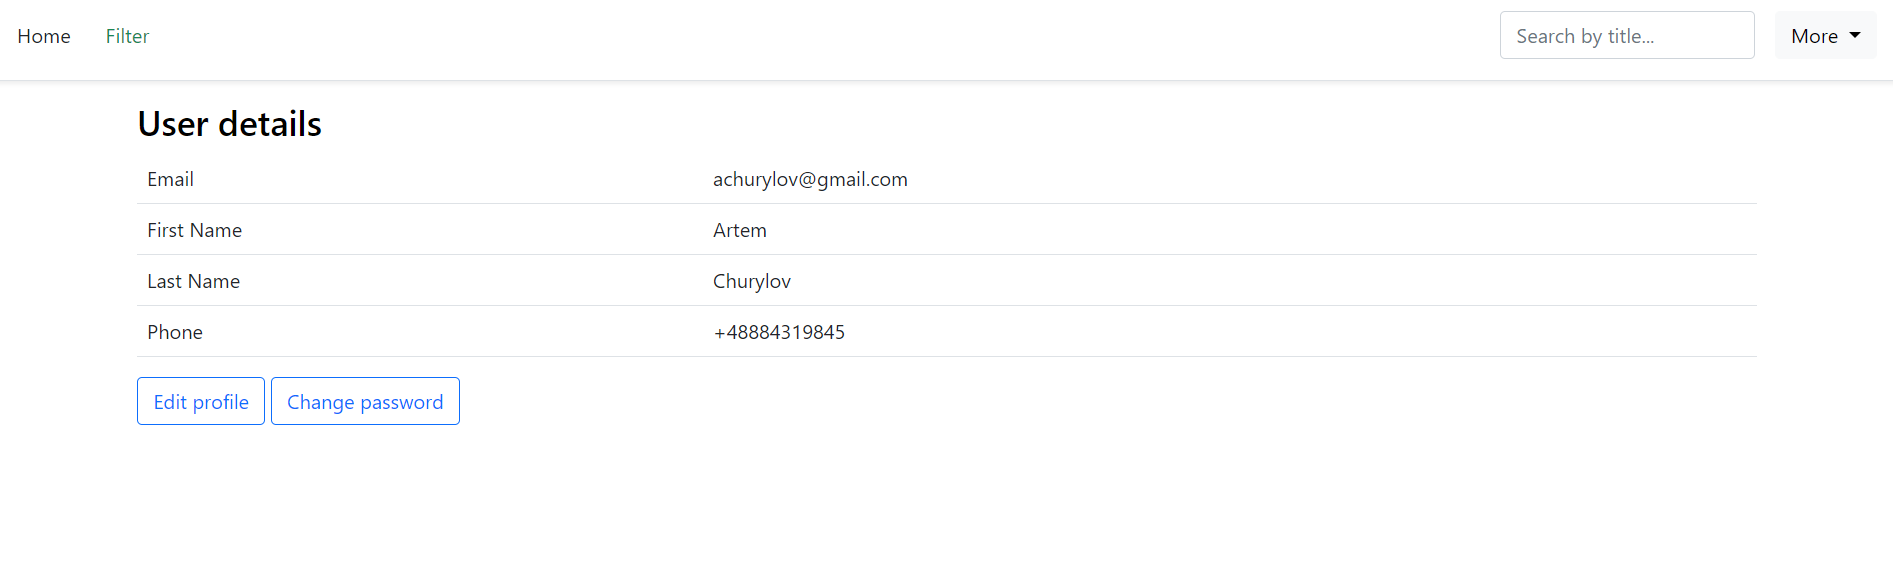 Home Filter Search by title... More
User details
Email achurylov@gmail.com
First Name Artem
Last Name Churylov
Phone +48884319845
Edit profile Change password